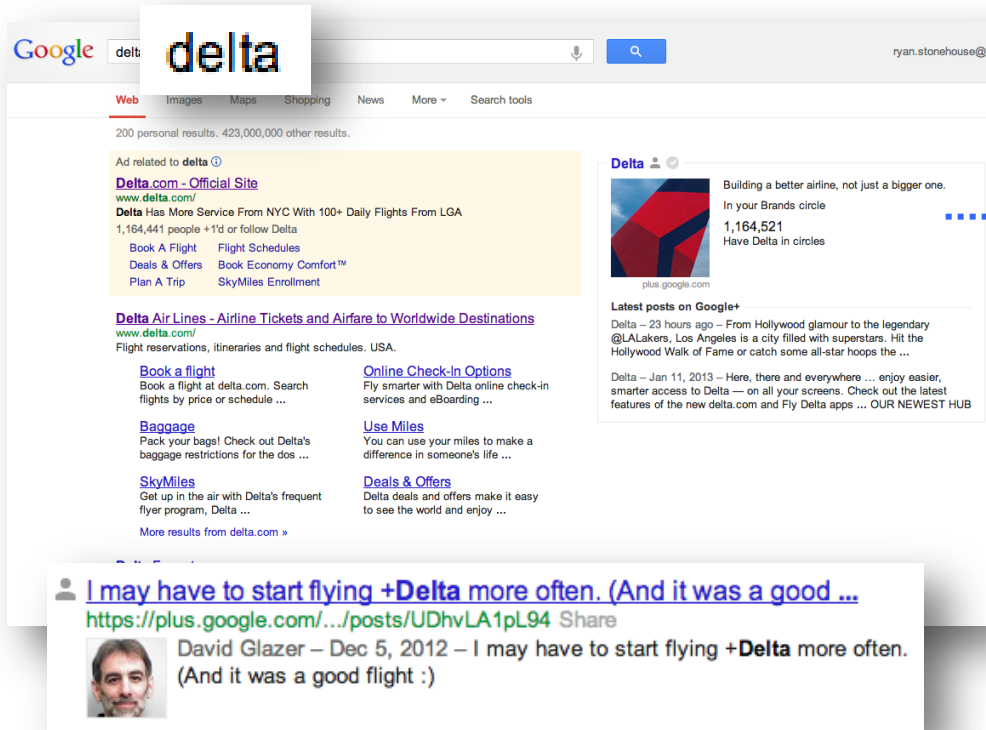 Google
delta
delta
ryan.stonehouse@
Web Images Maps Shopping News More Search tools
200 personal results. 423,000,000 other results.
Ad related to delta
Delta.com - Official Site
www.delta.com/
Delta Has More Service From NYC With 100+ Daily Flights From LGA
1,164,441 people +1'd or follow Delta
Book A Flight Flight Schedules
Deals & Offers Book Economy Comfort™
Plan A Trip SkyMiles Enrollment
Delta Air Lines - Airline Tickets and Airfare to Worldwide Destinations
www.delta.com/
Flight reservations, itineraries and flight schedules. USA.
Book a flight
Book a flight at delta.com. Search
flights by price or schedule ...
Online Check-In Options
Fly smarter with Delta online check-in
services and eBoarding ...
Baggage
Pack your bags! Check out Delta's
baggage restrictions for the dos ...
Use Miles
You can use your miles to make a
difference in someone's life ...
SkyMiles
Get up in the air with Delta's frequent
flyer program, Delta ...
Deals & Offers
Delta deals and offers make it easy
to see the world and enjoy ...
More results from delta.com »
Delta
Building a better airline, not just a bigger one.
In your Brands circle
1,164,521
Have Delta in circles
plus.google.com
Latest posts on Google+
Delta – 23 hours ago – From Hollywood glamour to the legendary
@LALakers, Los Angeles is a city filled with superstars. Hit the
Hollywood Walk of Fame or catch some all-star hoops the ...
Delta – Jan 11, 2013 – Here, there and everywhere ... enjoy easier,
smarter access to Delta — on all your screens. Check out the latest
features of the new delta.com and Fly Delta apps ... OUR NEWEST HUB
I may have to start flying +Delta more often. (And it was a good ...
https://plus.google.com/.../posts/UDhvLA1pL94 Share
David Glazer – Dec 5, 2012 – I may have to start flying +Delta more often.
(And it was a good flight :)